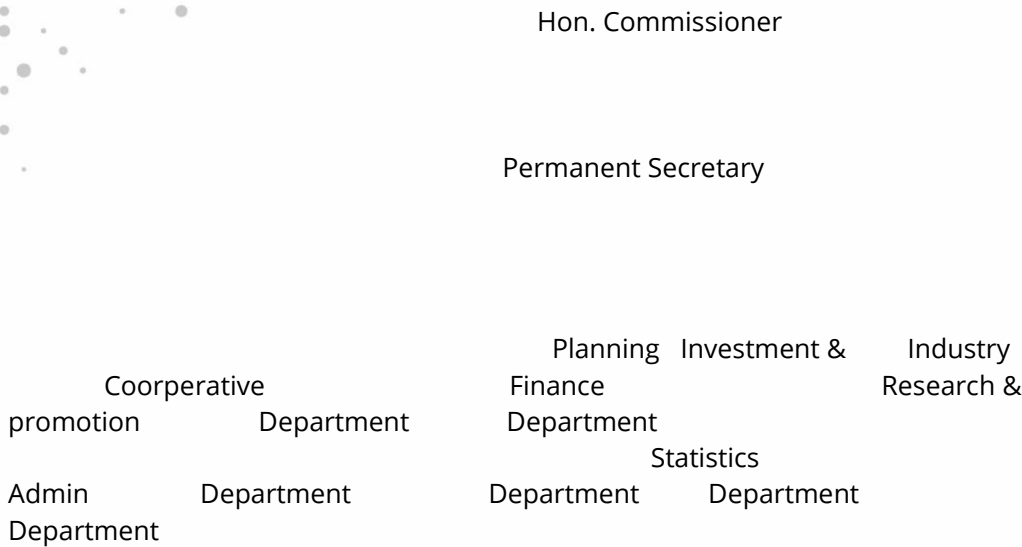 Hon. Commissioner
Permanent Secretary
Planning Investment & Industry
Coorperative Finance Research &
promotion Department Department
Statistics
Admin Department Department Department
Department